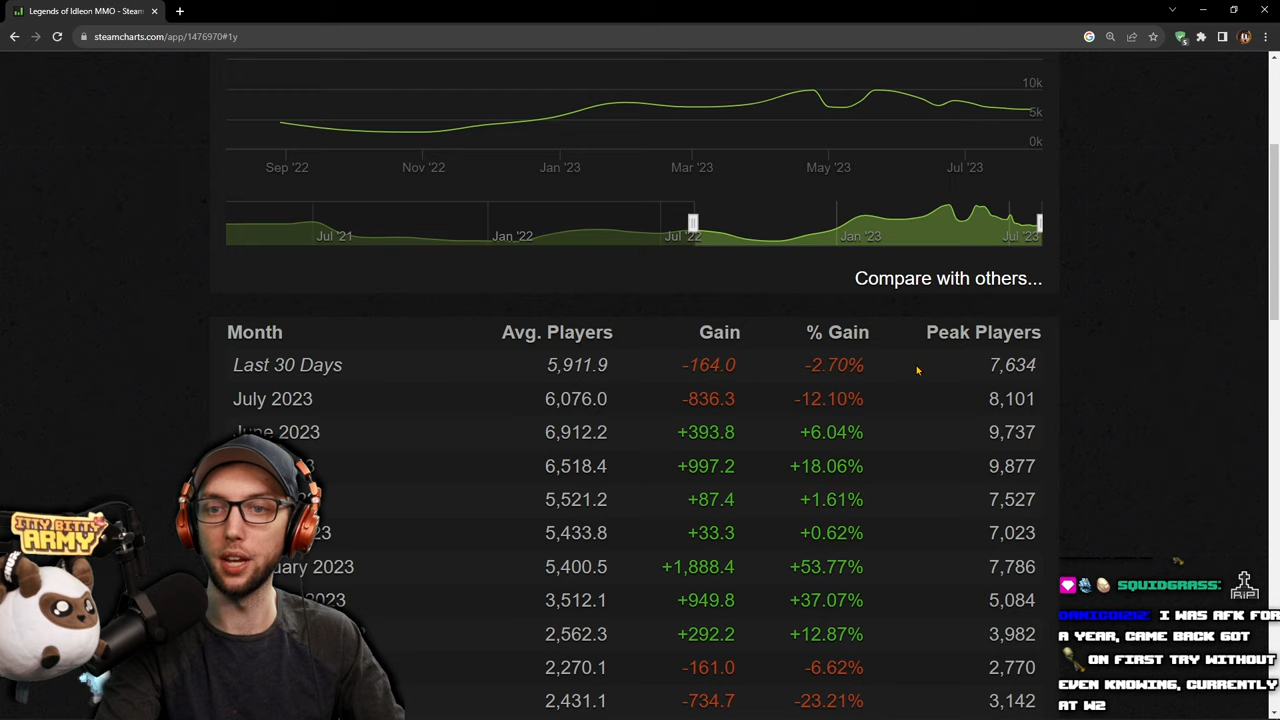 Legends of Idleon MMO - Steam
steamcharts.com/app/1476970#1y
10k
5k
0k
Sep '22 Nov '22 Jan '23 Mar '23 May '23 Jul '23
Jul '21 Jan '22 Jul '22 Jan '23 Jul '23
Compare with others...
Month Avg. Players Gain % Gain Peak Players
Last 30 Days 5,911.9 -164.0 -2.70% 7,634
July 2023 6,076.0 -836.3 -12.10% 8,101
June 2023 6,912.2 +393.8 +6.04% 9,737
3 6,518.4 +997.2 +18.06% 9,877
5,521.2 +87.4 +1.61% 7,527
23 5,433.8 +33.3 +0.62% 7,023
uary 2023 5,400.5 +1,888.4 +53.77% 7,786
2023 3,512.1 +949.8 +37.07% 5,084
2,562.3 +292.2 +12.87% 3,982
2,270.1 -161.0 -6.62% 2,770
2,431.1 -734.7 -23.21% 3,142
ITTY BITTY
ARMY
5
SQUIDGRASS: RIP
I WAS AFK FOR
A YEAR, CAME BACK GOT
ON FIRST TRY WITHOUT
EVEN KNOWING, CURRENTLY
AT W2